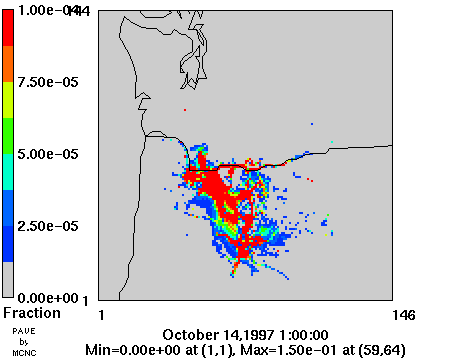 1.00e-04
144
7.50e-05
5.00e-05
2.50e-05
0.00e+00
1
Fraction
1
146
PAVE
by
MCNC
October 14,1997 1:00:00
Min=0.00e+00 at (1,1), Max=1.50e-01 at (59,64)